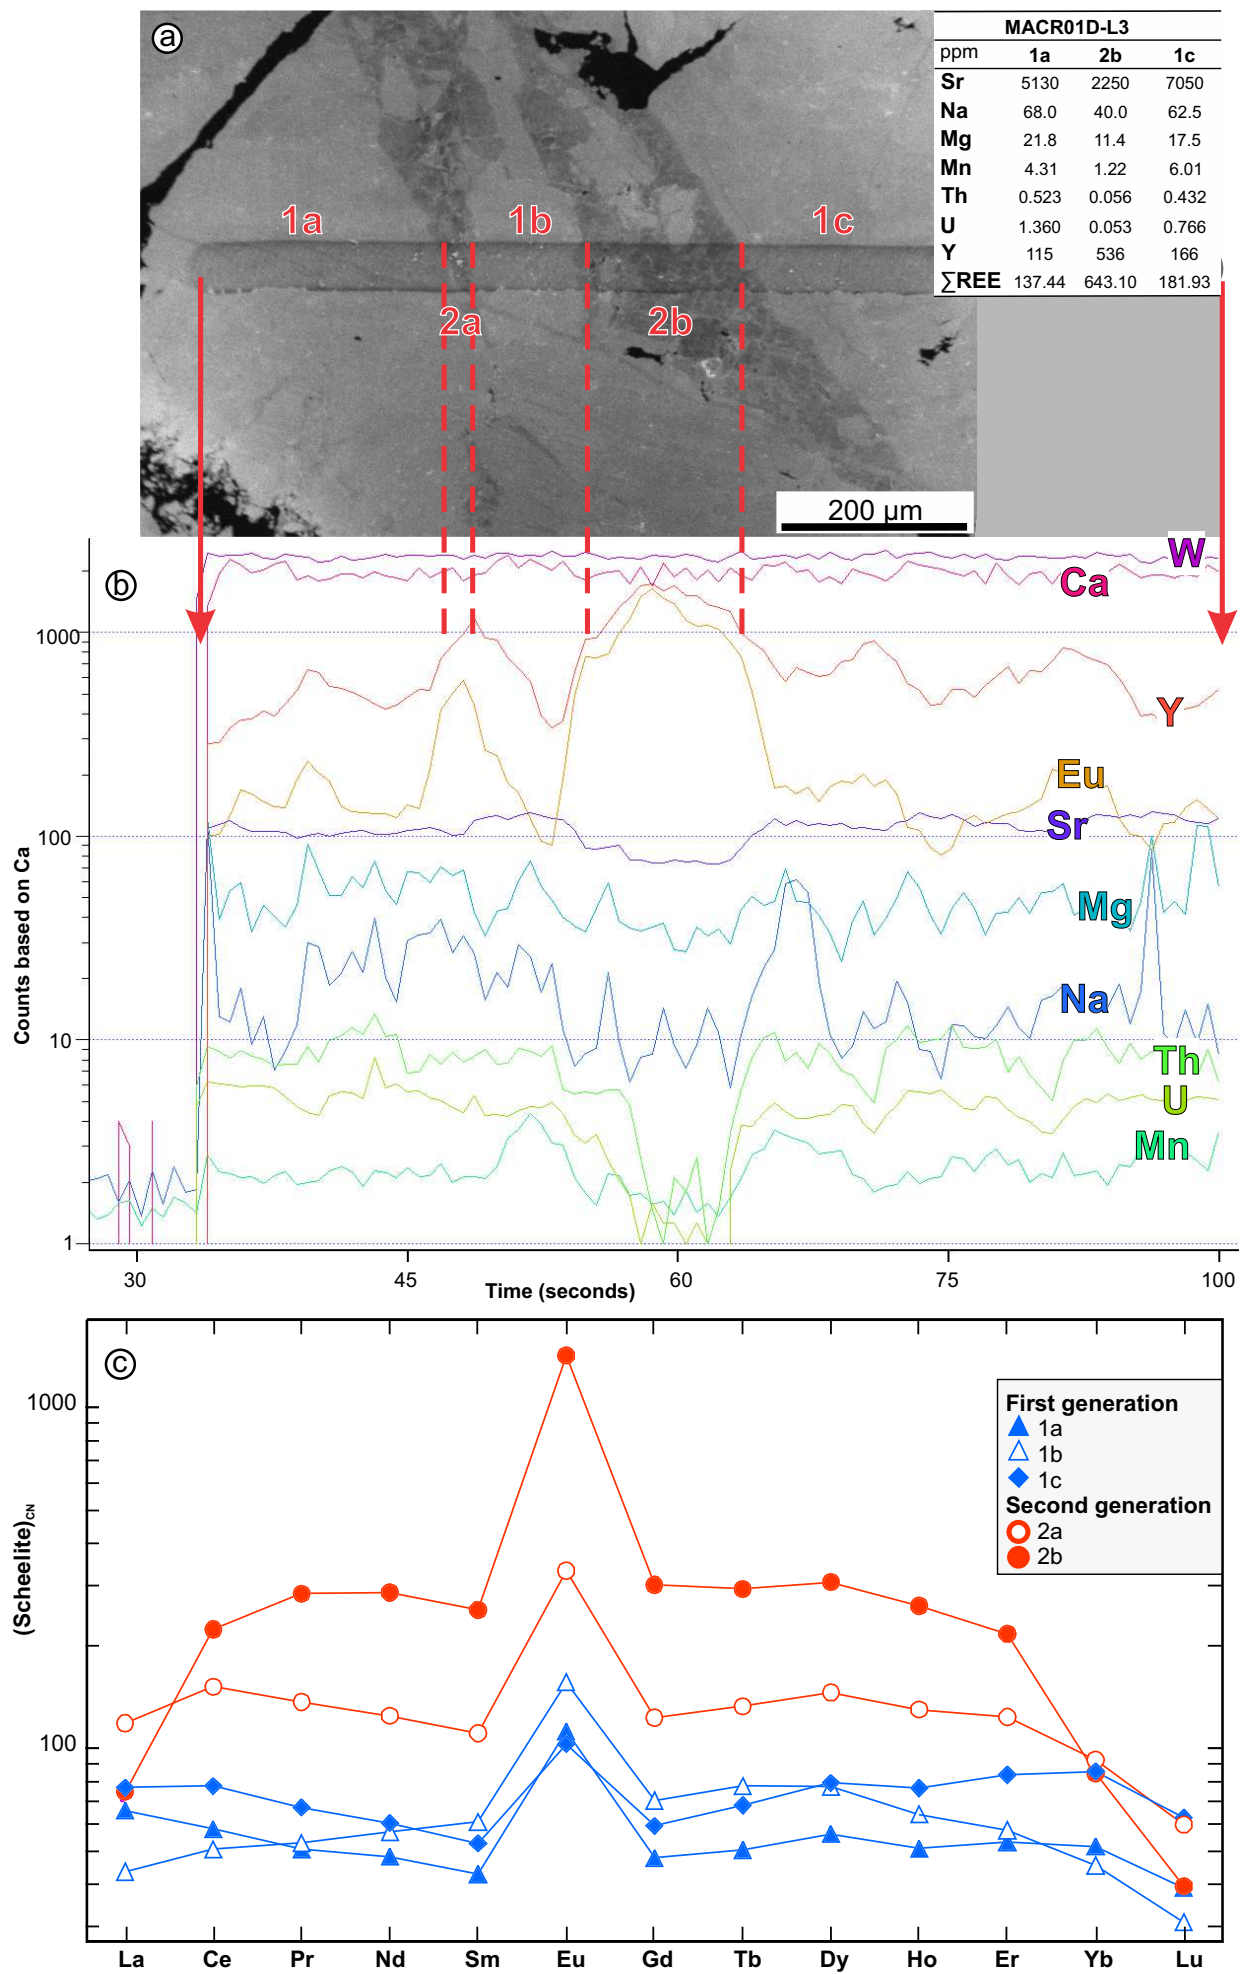 a
MACR01D-L3
ppm 1a 2b 1c
Sr 5130 2250 7050
Na 68.0 40.0 62.5
Mg 21.8 11.4 17.5
Mn 4.31 1.22 6.01
Th 0.523 0.056 0.432
U 1.360 0.053 0.766
Y 115 536 166
∑REE 137.44 643.10 181.93
1a 1b 1c
2a 2b
200 µm
b
W
Ca
Y
Eu
Sr
Mg
Na
Th
U
Mn
Counts based on Ca
1000
100
10
1
30 45 60 75 100
Time (seconds)
c
(Scheelite)CN
1000
100
First generation
1a
1b
1c
Second generation
2a
2b
La Ce Pr Nd Sm Eu Gd Tb Dy Ho Er Yb Lu